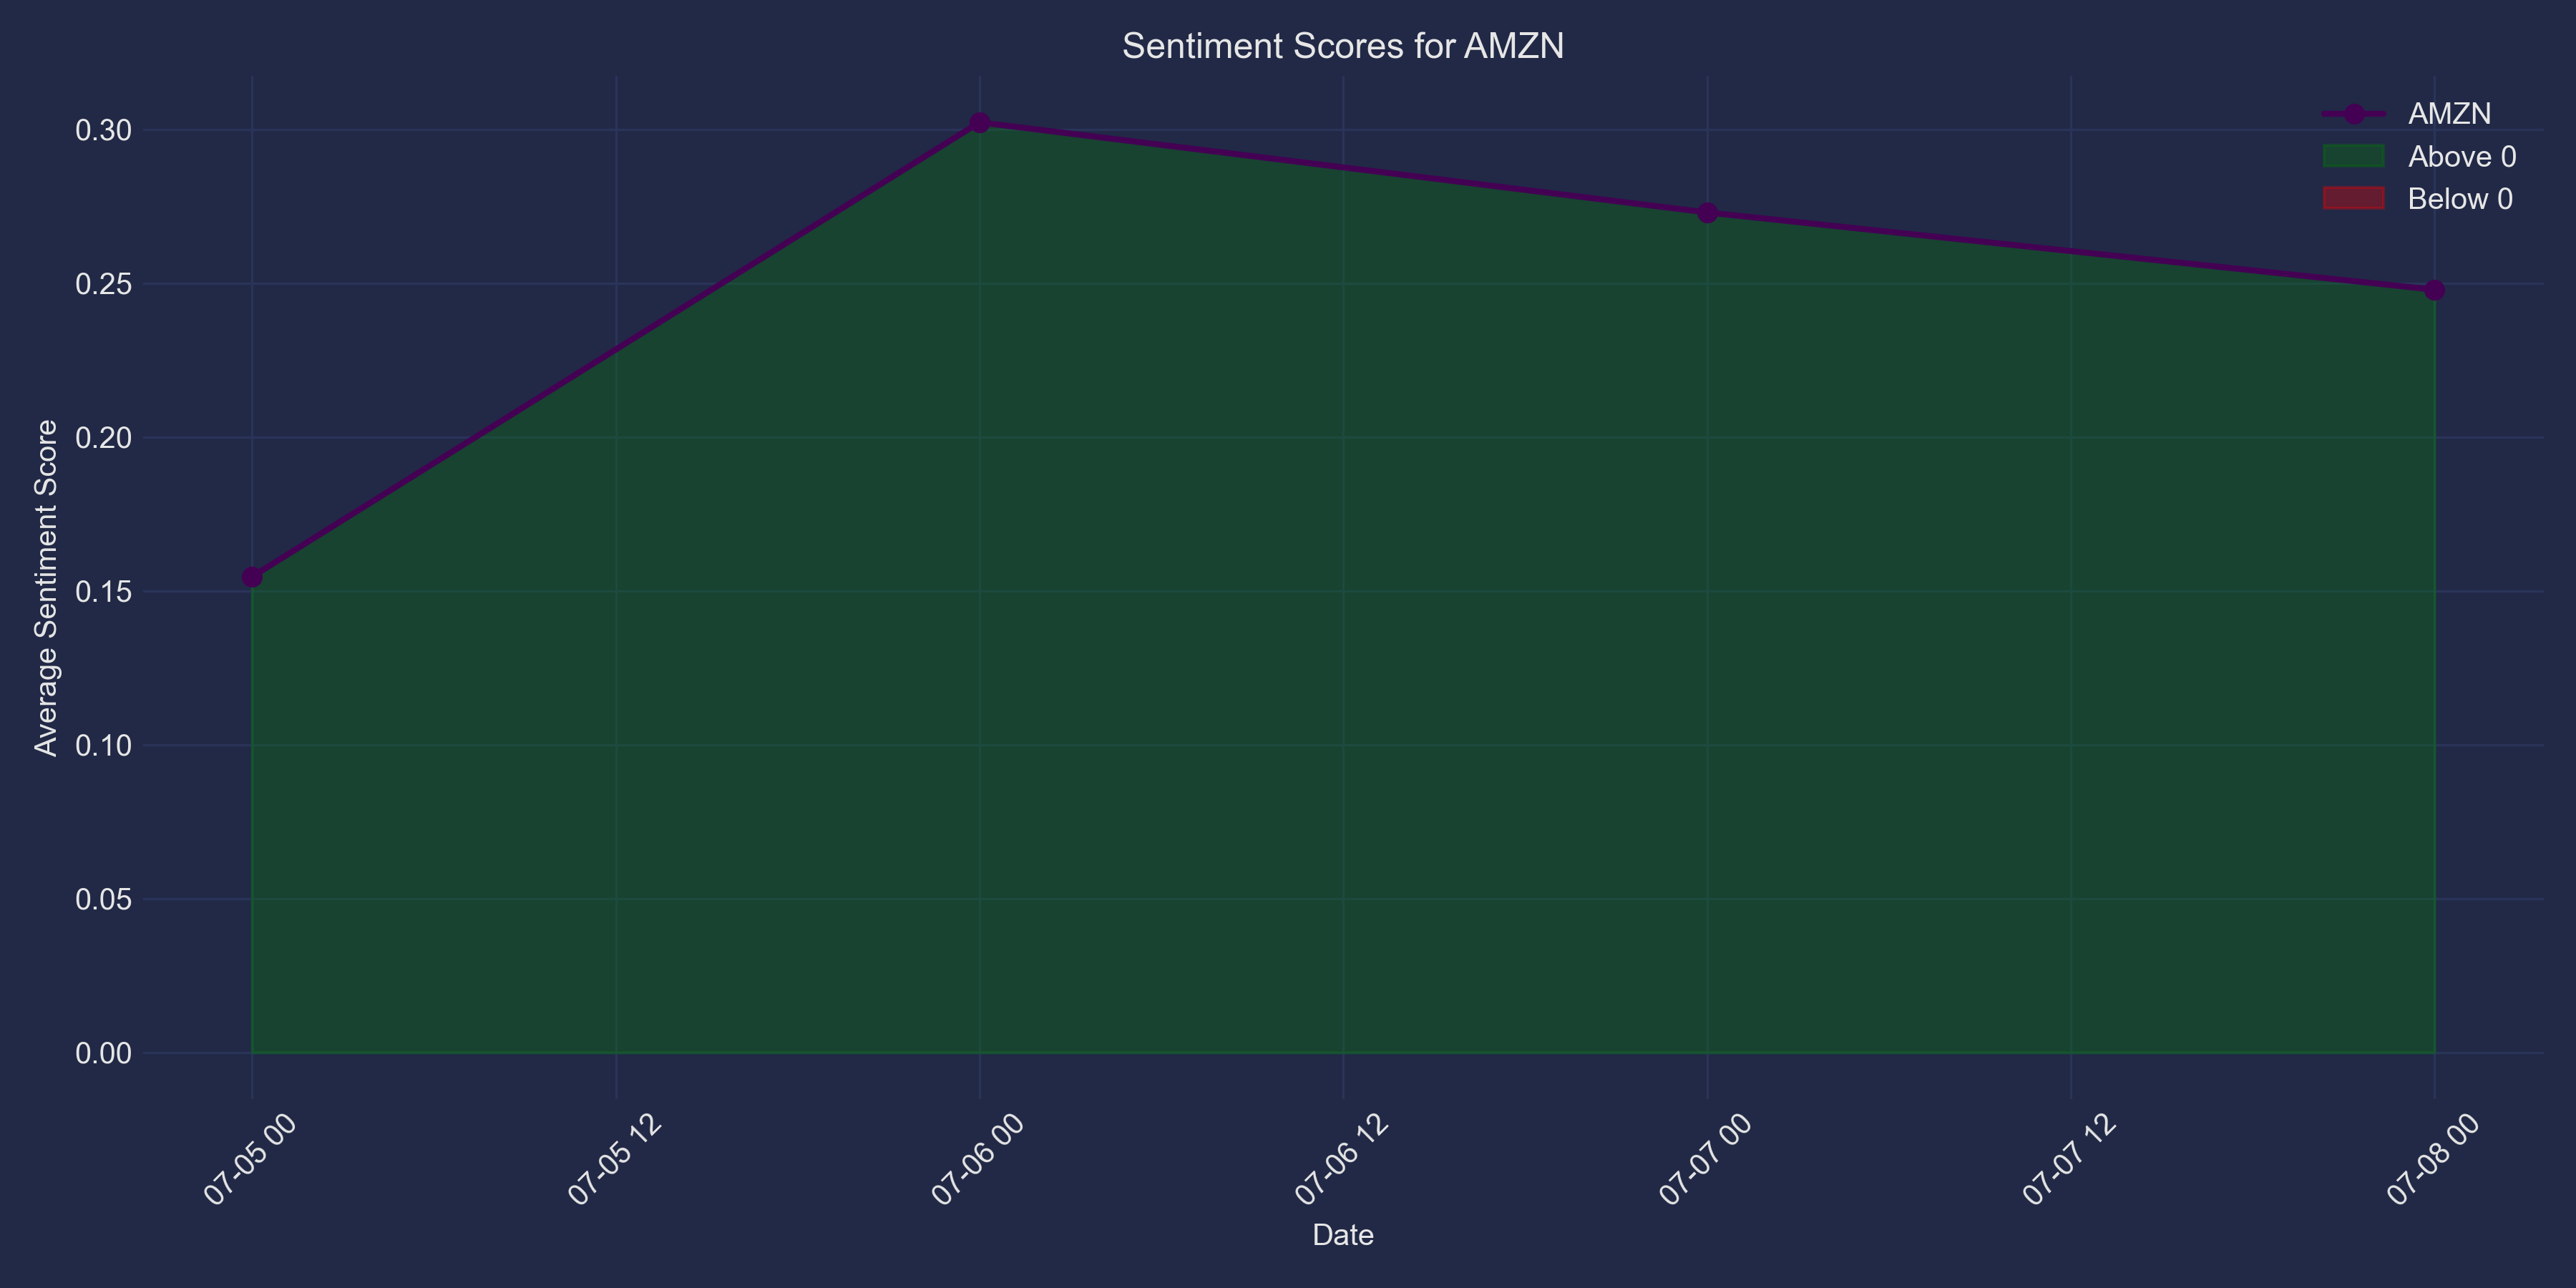 Sentiment Scores for AMZN
AMZN
Above 0
Below 0
Average Sentiment Score
0.30
0.25
0.20
0.15
0.10
0.05
0.00
07-05 00
07-05 12
07-06 00
07-06 12
07-07 00
07-07 12
07-08 00
Date